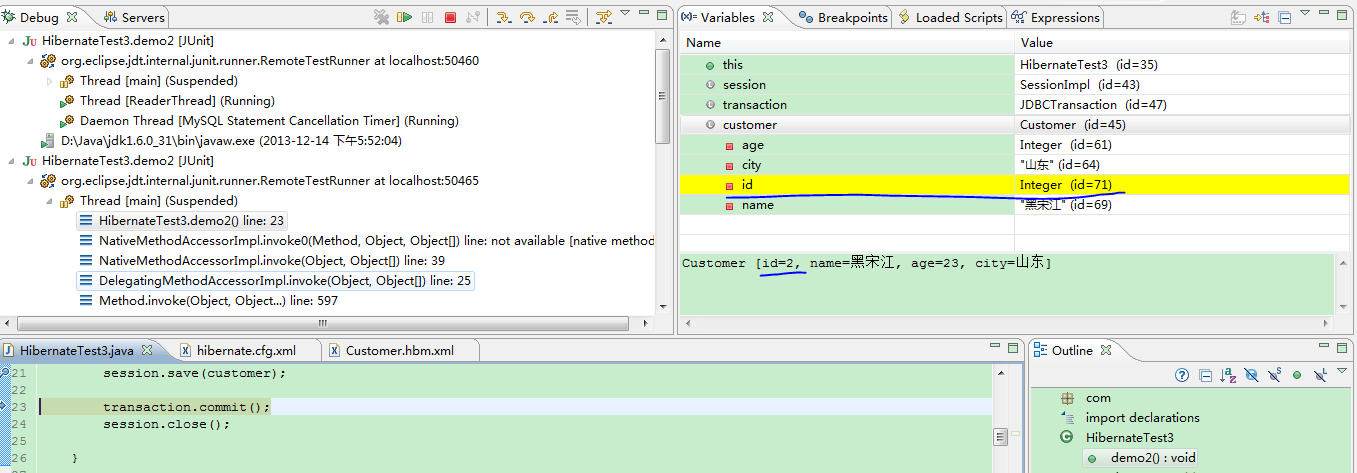 Debug
Servers
HibernateTest3.demo2 [JUnit]
org.eclipse.jdt.internal.junit.runner.RemoteTestRunner at localhost:50460
Thread [main] (Suspended)
Thread [ReaderThread] (Running)
Daemon Thread [MySQL Statement Cancellation Timer] (Running)
D:\Java\jdk1.6.0_31\bin\javaw.exe (2013-12-14 下午5:52:04)
HibernateTest3.demo2 [JUnit]
org.eclipse.jdt.internal.junit.runner.RemoteTestRunner at localhost:50465
Thread [main] (Suspended)
HibernateTest3.demo2() line: 23
NativeMethodAccessorImpl.invoke0(Method, Object, Object[]) line: not available [native method
NativeMethodAccessorImpl.invoke(Object, Object[]) line: 39
DelegatingMethodAccessorImpl.invoke(Object, Object[]) line: 25
Method.invoke(Object, Object...) line: 597
Variables
Breakpoints
Loaded Scripts
Expressions
Name Value
this HibernateTest3 (id=35)
session SessionImpl (id=43)
transaction JDBCTransaction (id=47)
customer Customer (id=45)
age Integer (id=61)
city "山东" (id=64)
id Integer (id=71)
name "黑宋江" (id=69)
Customer [id=2, name=黑宋江, age=23, city=山东]
HibernateTest3.java
hibernate.cfg.xml
Customer.hbm.xml
21 session.save(customer);
22
23 transaction.commit();
24 session.close();
25
26 }
Outline
com
import declarations
HibernateTest3
demo2() : void